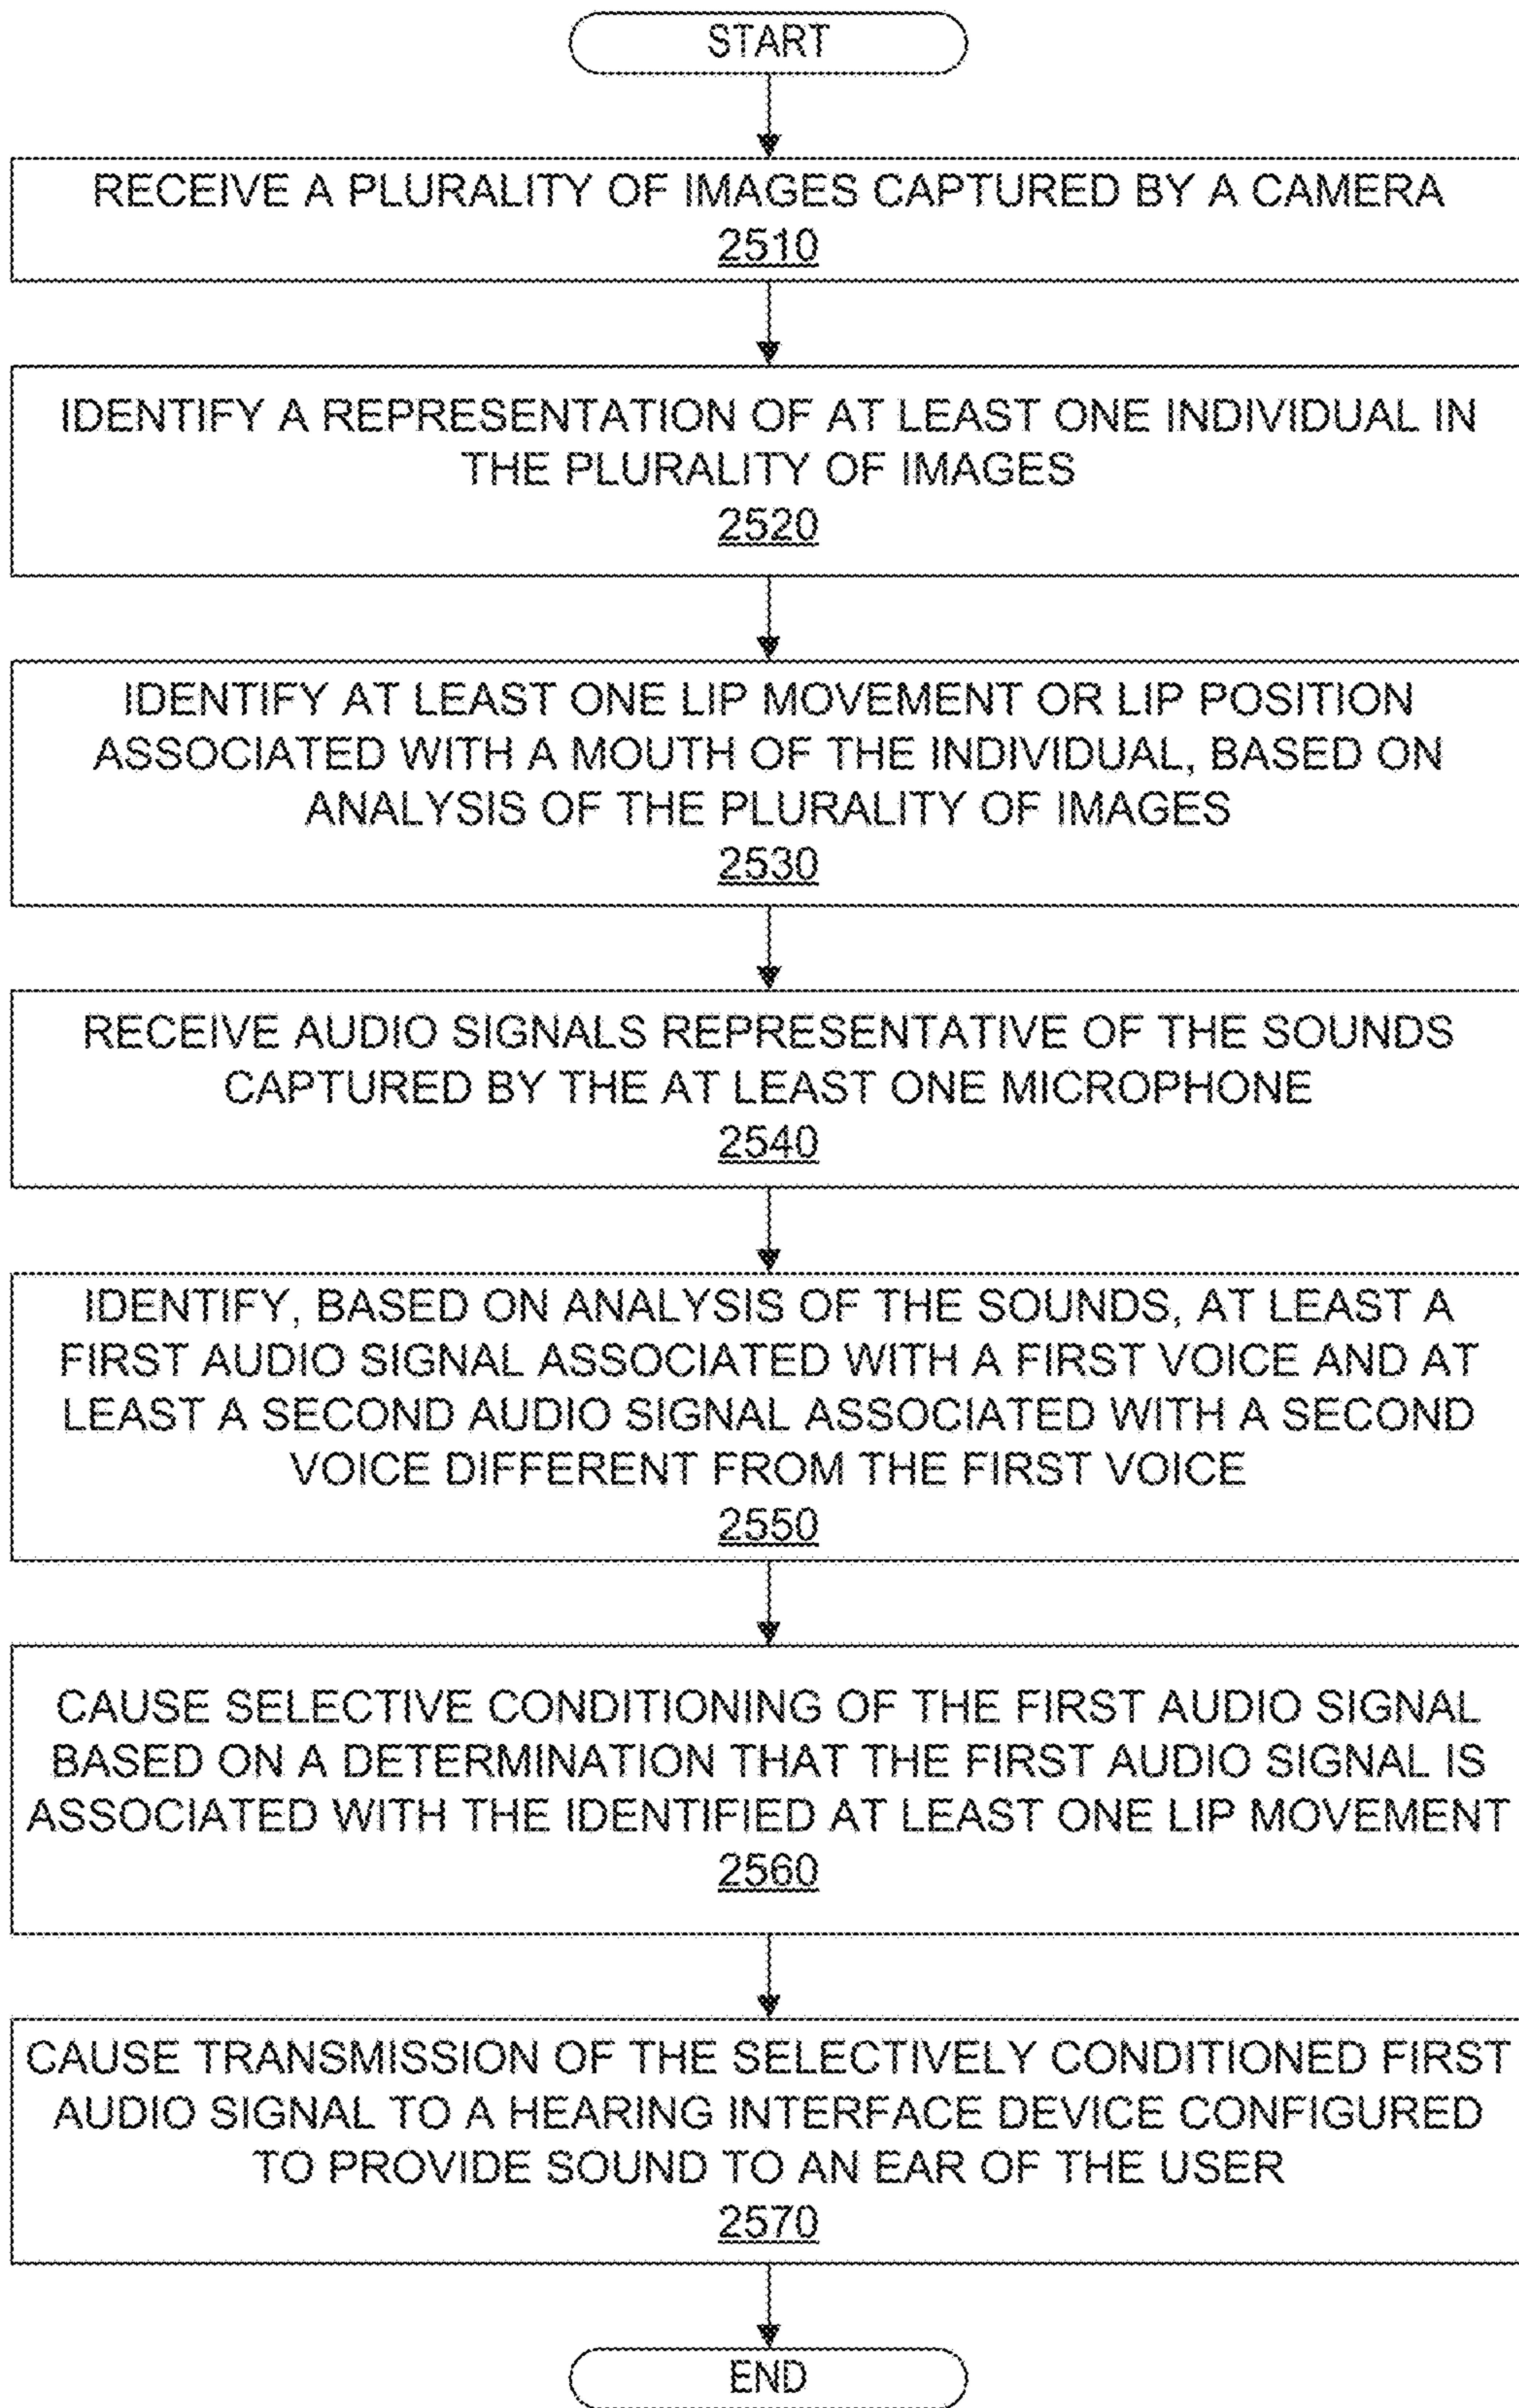 START
RECEIVE A PLURALITY OF IMAGES CAPTURED BY A CAMERA
2510
IDENTIFY A REPRESENTATION OF AT LEAST ONE INDIVIDUAL IN
THE PLURALITY OF IMAGES
2520
IDENTIFY AT LEAST ONE LIP MOVEMENT OR LIP POSITION
ASSOCIATED WITH A MOUTH OF THE INDIVIDUAL, BASED ON
ANALYSIS OF THE PLURALITY OF IMAGES
2530
RECEIVE AUDIO SIGNALS REPRESENTATIVE OF THE SOUNDS
CAPTURED BY THE AT LEAST ONE MICROPHONE
2540
IDENTIFY, BASED ON ANALYSIS OF THE SOUNDS, AT LEAST A
FIRST AUDIO SIGNAL ASSOCIATED WITH A FIRST VOICE AND AT
LEAST A SECOND AUDIO SIGNAL ASSOCIATED WITH A SECOND
VOICE DIFFERENT FROM THE FIRST VOICE
2550
CAUSE SELECTIVE CONDITIONING OF THE FIRST AUDIO SIGNAL
BASED ON A DETERMINATION THAT THE FIRST AUDIO SIGNAL IS
ASSOCIATED WITH THE IDENTIFIED AT LEAST ONE LIP MOVEMENT
2560
CAUSE TRANSMISSION OF THE SELECTIVELY CONDITIONED FIRST
AUDIO SIGNAL TO A HEARING INTERFACE DEVICE CONFIGURED
TO PROVIDE SOUND TO AN EAR OF THE USER
2570
END